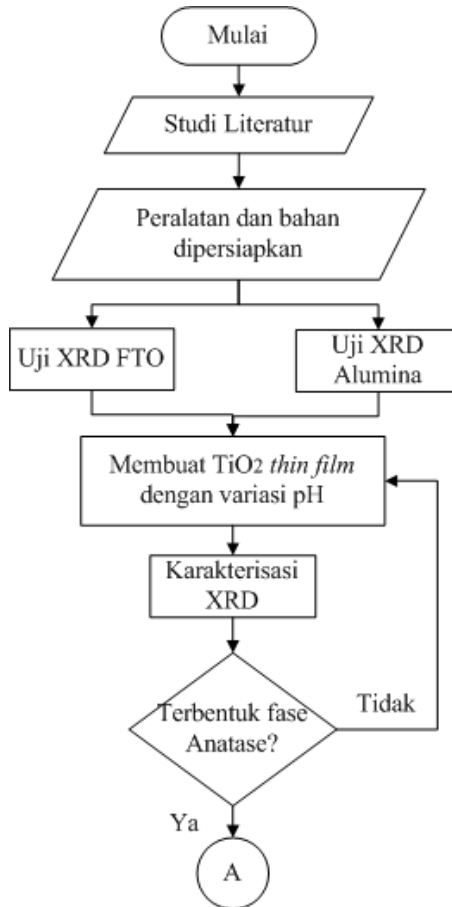 Mulai
Studi Literatur
Peralatan dan bahan
dipersiapkan
Uji XRD FTO
Uji XRD
Alumina
Membuat TiO2 thin film
dengan variasi pH
Karakterisasi
XRD
Terbentuk fase
Anatase?
Tidak
Ya
A